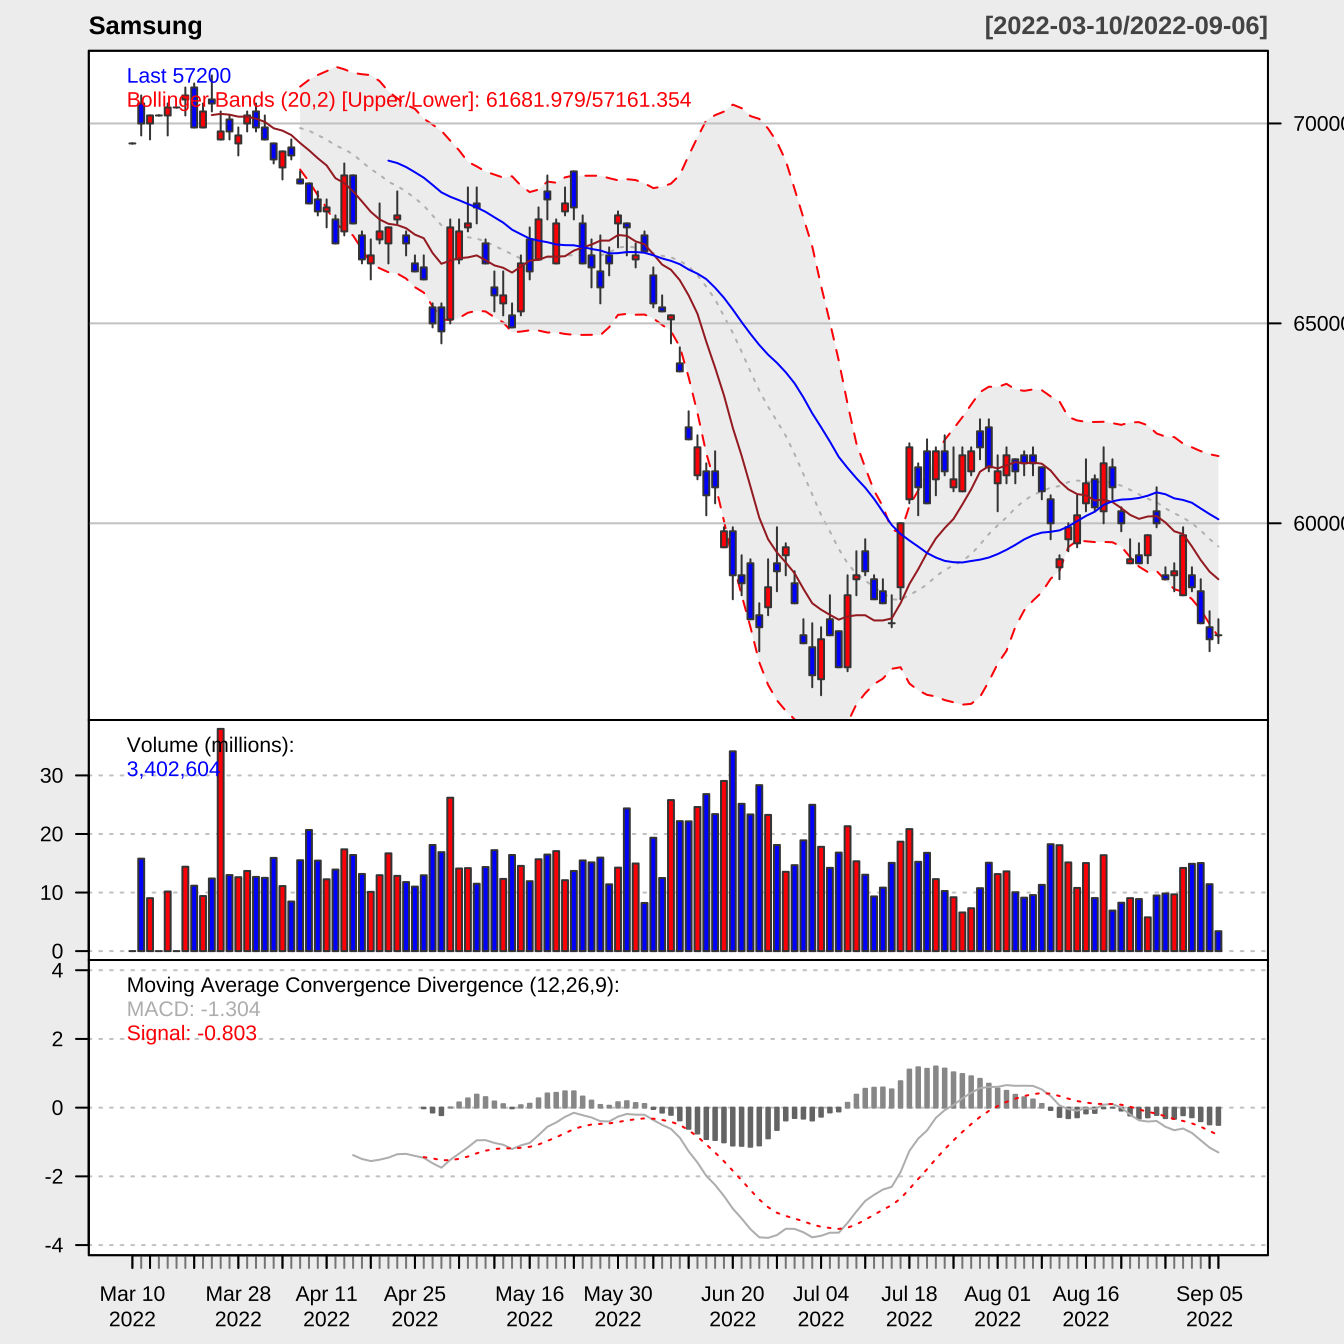 Samsung [2022-03-10/2022-09-06]
Last 57200
Bollinger Bands (20,2) [Upper/Lower]: 61681.979/57161.354
70000
65000
60000
Volume (millions):
3,402,604
30
20
10
0
Moving Average Convergence Divergence (12,26,9):
MACD: -1.304
Signal: -0.803
4
2
0
-2
-4
Mar 10 Mar 28 Apr 11 Apr 25 May 16 May 30 Jun 20 Jul 04 Jul 18 Aug 01 Aug 16 Sep 05
2022 2022 2022 2022 2022 2022 2022 2022 2022 2022 2022 2022